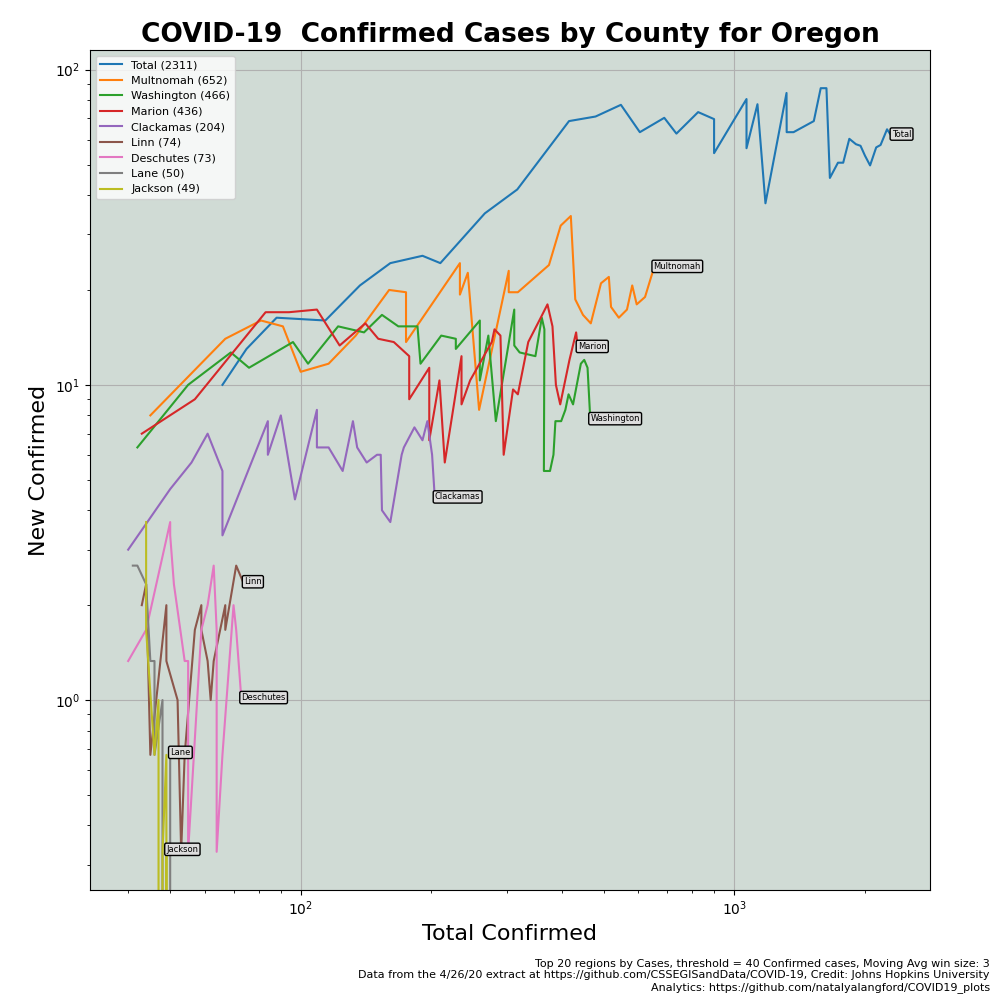 COVID-19  Confirmed Cases by County for Oregon
Total (2311)
Multnomah (652)
Washington (466)
Marion (436)
Clackamas (204)
Linn (74)
Deschutes (73)
Lane (50)
Jackson (49)
10²
10¹
10⁰
New Confirmed
Total
Multnomah
Marion
Washington
Clackamas
Linn
Deschutes
Lane
Jackson
10²
10³
Total Confirmed
Top 20 regions by Cases, threshold = 40 Confirmed cases, Moving Avg win size: 3
Data from the 4/26/20 extract at https://github.com/CSSEGISandData/COVID-19, Credit: Johns Hopkins University
Analytics: https://github.com/natalyalangford/COVID19_plots